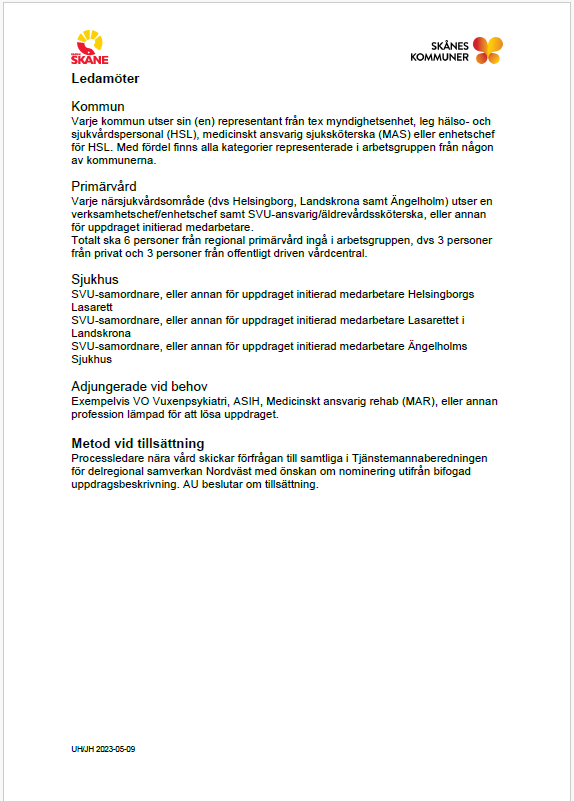 REGION
SKÅNE
SKÅNES
KOMMUNER
Ledamöter
Kommun
Varje kommun utser sin (en) representant från tex myndighetsenhet, leg hälso- och
sjukvårdspersonal (HSL), medicinskt ansvarig sjuksköterska (MAS) eller enhetschef
för HSL. Med fördel finns alla kategorier representerade i arbetsgruppen från någon
av kommunerna.
Primärvård
Varje närsjukvårdsområde (dvs Helsingborg, Landskrona samt Ängelholm) utser en
verksamhetschef/enhetschef samt SVU-ansvarig/äldrevårdssköterska, eller annan
för uppdraget initierad medarbetare.
Totalt ska 6 personer från regional primärvård ingå i arbetsgruppen, dvs 3 personer
från privat och 3 personer från offentligt driven vårdcentral.
Sjukhus
SVU-samordnare, eller annan för uppdraget initierad medarbetare Helsingborgs
Lasarett
SVU-samordnare, eller annan för uppdraget initierad medarbetare Lasarettet i
Landskrona
SVU-samordnare, eller annan för uppdraget initierad medarbetare Ängelholms
Sjukhus
Adjungerade vid behov
Exempelvis VO Vuxenpsykiatri, ASIH, Medicinskt ansvarig rehab (MAR), eller annan
profession lämpad för att lösa uppdraget.
Metod vid tillsättning
Processledare nära vård skickar förfrågan till samtliga i Tjänstemannaberedningen
för delregional samverkan Nordväst med önskan om nominering utifrån bifogad
uppdragsbeskrivning. AU beslutar om tillsättning.
UH/JH 2023-05-09